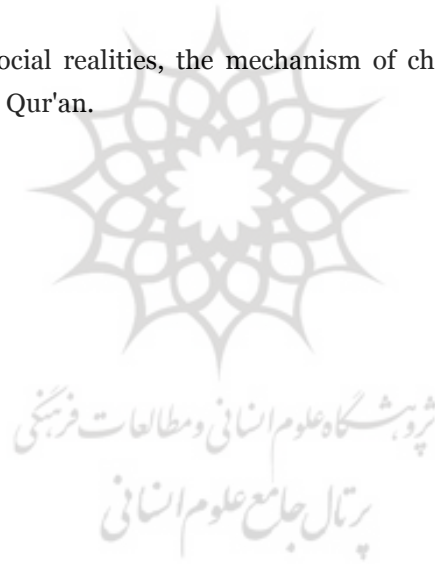 ocial realities, the mechanism of ch
Qur'an.
پژوهشگاه علوم انسانی و مطالعات فرهنگی
پرتال جامع علوم انسانی